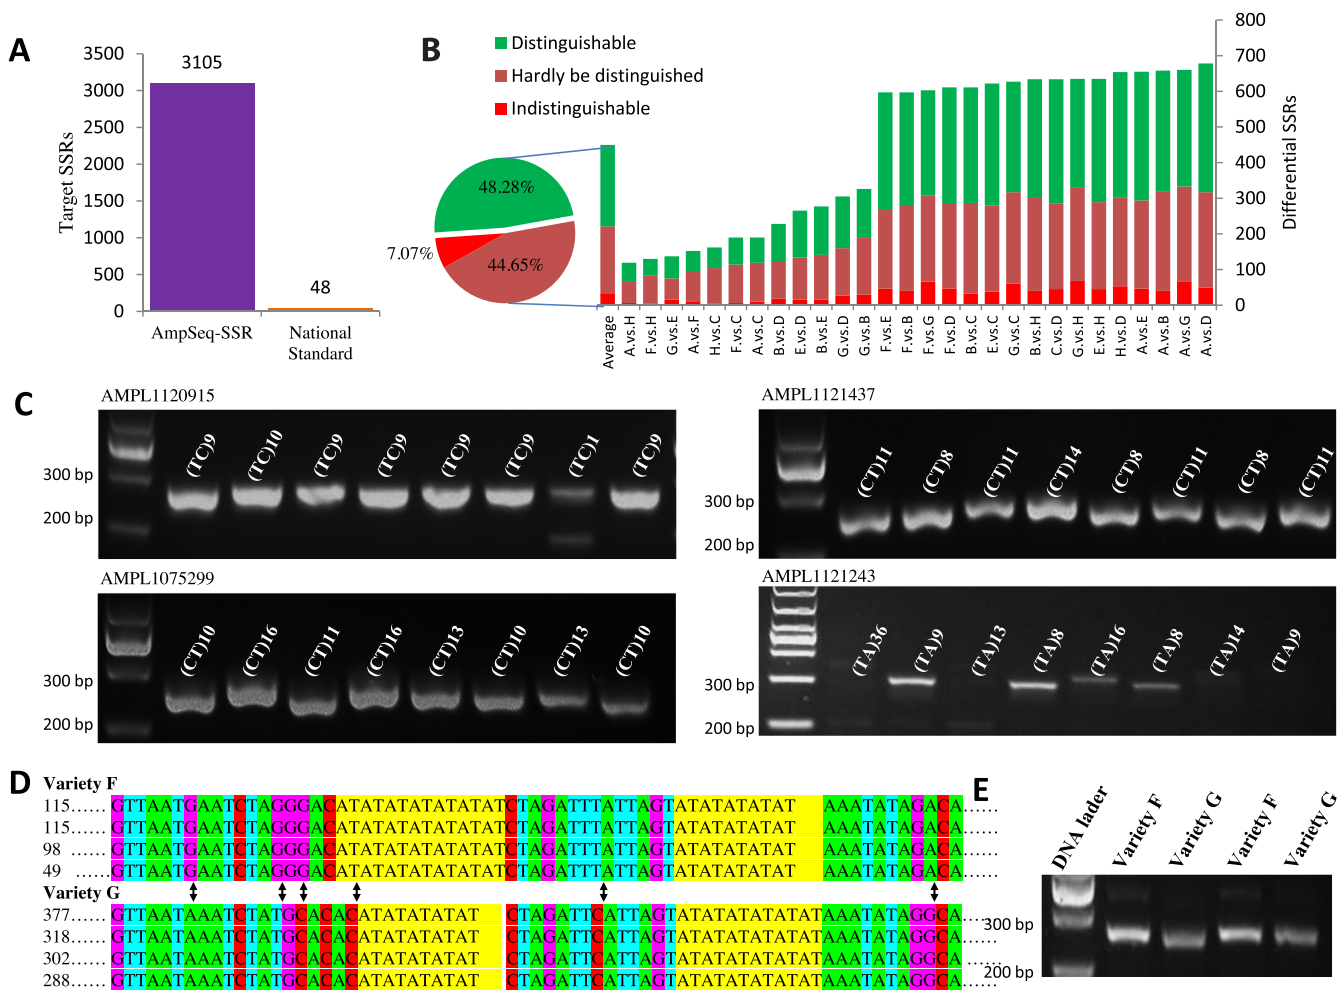 A
3500
3000
2500
2000
1500
1000
500
0
Target SSRs
3105
48
AmpSeq-SSR
National
Standard
B
Distinguishable
Hardly be distinguished
Indistinguishable
48.28%
7.07%
44.65%
800
700
600
500
400
300
200
100
0
Differential SSRs
Average
A.vs.H
F.vs.H
G.vs.E
A.vs.F
H.vs.C
F.vs.C
A.vs.C
B.vs.D
E.vs.D
B.vs.E
G.vs.D
G.vs.B
F.vs.E
F.vs.B
F.vs.G
F.vs.D
B.vs.C
E.vs.C
G.vs.C
B.vs.H
C.vs.D
G.vs.H
E.vs.H
H.vs.D
A.vs.E
A.vs.B
A.vs.G
A.vs.D
C
AMPL1120915
300 bp
200 bp
(TC)9
(TC)10
(TC)9
(TC)9
(TC)9
(TC)9
(TC)1
(TC)9
AMPL1121437
300 bp
200 bp
(CT)11
(CT)8
(CT)11
(CT)14
(CT)8
(CT)11
(CT)8
(CT)11
AMPL1075299
300 bp
200 bp
(CT)10
(CT)16
(CT)11
(CT)16
(CT)13
(CT)10
(CT)13
(CT)10
AMPL1121243
300 bp
200 bp
(TA)36
(TA)9
(TA)13
(TA)8
(TA)16
(TA)8
(TA)14
(TA)9
D
Variety F
115...... GTTAATGAATCTAGGGACATATATATATATATCTAGATTTATTAGTATATATATAT AAATATAGACA......
115...... GTTAATGAATCTAGGGACATATATATATATATCTAGATTTATTAGTATATATATAT AAATATAGACA......
98 ...... GTTAATGAATCTAGGGACATATATATATATATCTAGATTTATTAGTATATATATAT AAATATAGACA......
49 ...... GTTAATGAATCTAGGGACATATATATATATATCTAGATTTATTAGTATATATATAT AAATATAGACA......
Variety G
377...... GTTAATAAATCTATGCACACATATATATAT CTAGATTCATTAGTATATATATATATAAATATAGGCA......
318...... GTTAATAAATCTATGCACACATATATATAT CTAGATTCATTAGTATATATATATATAAATATAGGCA......
302...... GTTAATAAATCTATGCACACATATATATAT CTAGATTCATTAGTATATATATATATAAATATAGGCA......
288...... GTTAATAAATCTATGCACACATATATATAT CTAGATTCATTAGTATATATATATATAAATATAGGCA......
E
DNA lader
Variety F
Variety G
Variety F
Variety G
300 bp
200 bp